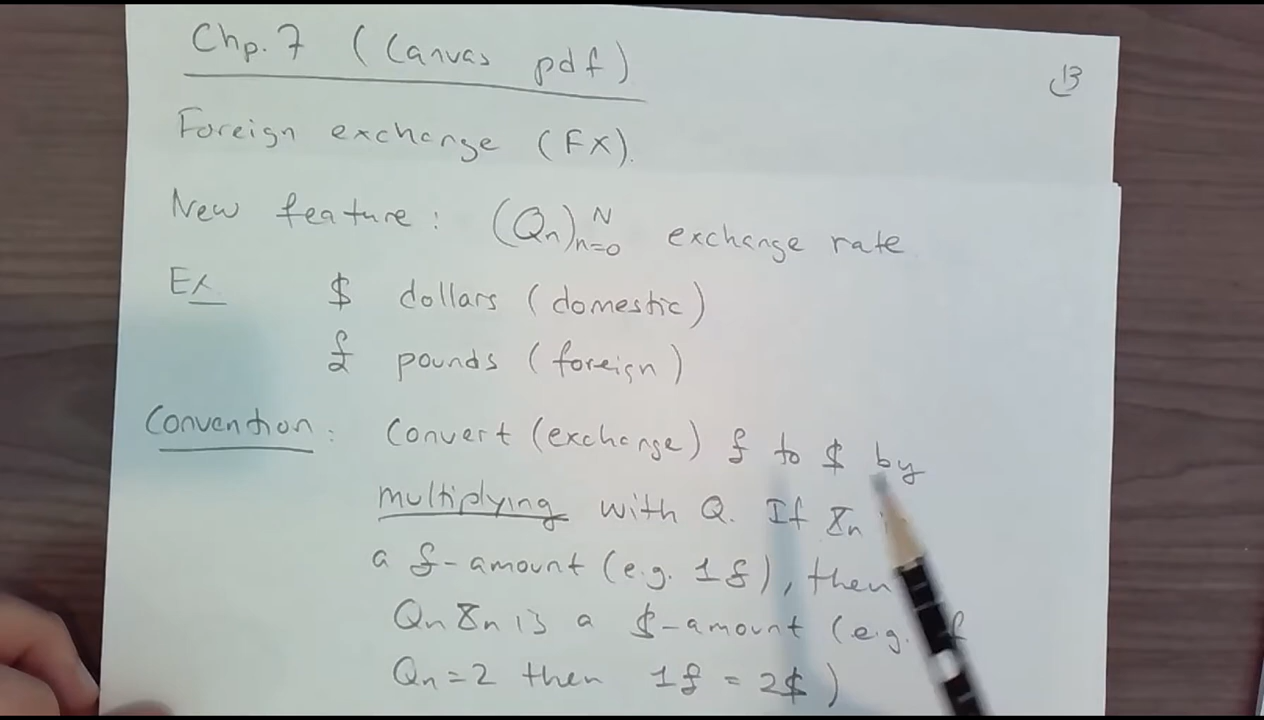 Chp. 7 (Canvas pdf)
13
Foreign exchange (FX).
New feature: (Qn)_{n=0}^{N} exchange rate
Ex $ dollars (domestic)
£ pounds (foreign)
Convention: Convert (exchange) £ to $ by
multiplying with Q. If Xn
a £-amount (e.g. 1£), then
Qn Xn is a $-amount (e.g.
Qn = 2 then 1£ = 2$)